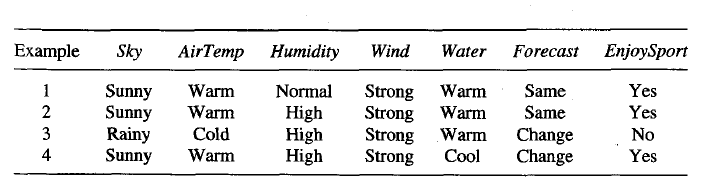 Example Sky AirTemp Humidity Wind Water Forecast EnjoySport
1 Sunny Warm Normal Strong Warm Same Yes
2 Sunny Warm High Strong Warm Same Yes
3 Rainy Cold High Strong Warm Change No
4 Sunny Warm High Strong Cool Change Yes